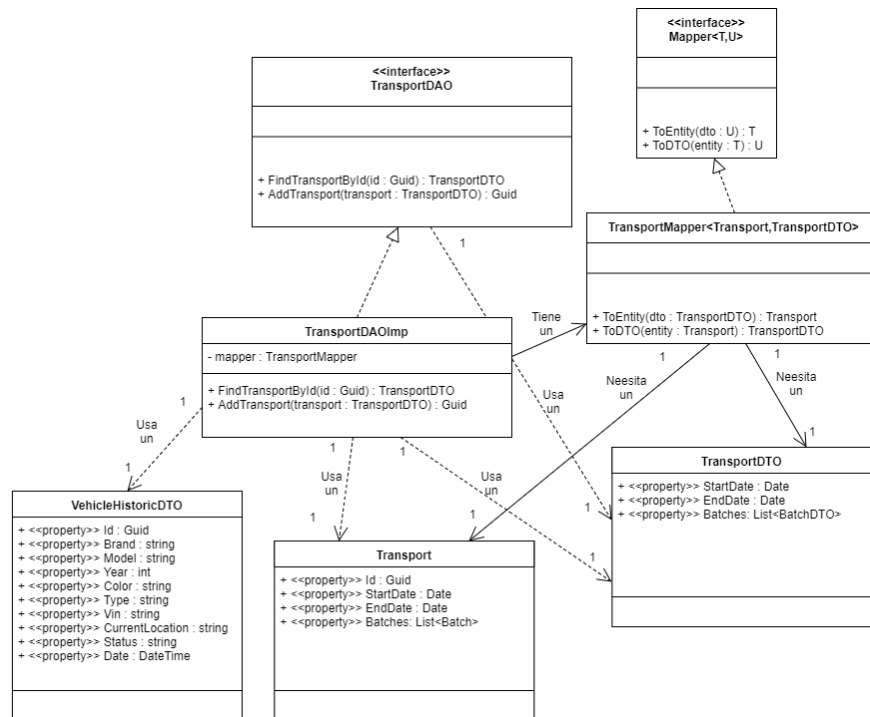 <<interface>>
Mapper<T,U>
+ ToEntity(dto : U) : T
+ ToDTO(entity : T) : U
<<interface>>
TransportDAO
+ FindTransportById(id : Guid) : TransportDTO
+ AddTransport(transport : TransportDTO) : Guid
1
TransportMapper<Transport,TransportDTO>
+ ToEntity(dto : TransportDTO) : Transport
+ ToDTO(entity : Transport) : TransportDTO
Tiene
un
TransportDAOImp
- mapper : TransportMapper
+ FindTransportById(id : Guid) : TransportDTO
+ AddTransport(transport : TransportDTO) : Guid
1
1
Neesita
un
Neesita
un
Usa
un
1
Usa
un
1
1
1
1
Usa
un
Usa
un
1
1
1
1
1
TransportDTO
+ <<property>> StartDate : Date
+ <<property>> EndDate : Date
+ <<property>> Batches: List<BatchDTO>
VehicleHistoricDTO
+ <<property>> Id : Guid
+ <<property>> Brand : string
+ <<property>> Model : string
+ <<property>> Year : int
+ <<property>> Color : string
+ <<property>> Type : string
+ <<property>> Vin : string
+ <<property>> CurrentLocation : string
+ <<property>> Status : string
+ <<property>> Date : DateTime
Transport
+ <<property>> Id : Guid
+ <<property>> StartDate : Date
+ <<property>> EndDate : Date
+ <<property>> Batches: List<Batch>